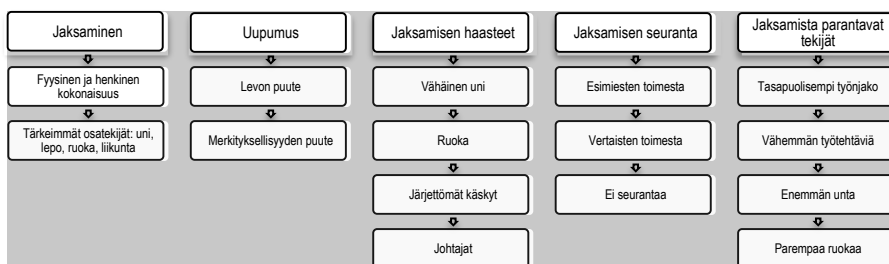 Jaksaminen
Fyysinen ja henkinen
kokonaisuus
Tärkeimmät osatekijät: uni,
lepo, ruoka, liikunta
Uupumus
Levon puute
Merkityksellisyyden puute
Jaksamisen haasteet
Vähäinen uni
Ruoka
Järjettömät käskyt
Johtajat
Jaksamisen seuranta
Esimiesten toimesta
Vertaisten toimesta
Ei seurantaa
Jaksamista parantavat
tekijät
Tasapuolisempi työnjako
Vähemmän työtehtäviä
Enemmän unta
Parempaa ruokaa